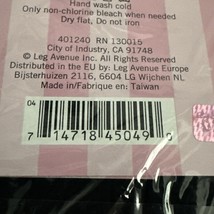 Hand wash cold
Only non-chlorine bleach when needed
Dry flat, Do not iron
401240 RN 130015
City of Industry, CA 91748
© Leg Avenue Inc. All Rights Reserved
Distributed in the EU by: Leg Avenue Europe
Bijsterhuizen 2116, 6604 LG Wijchen NL
Made in/Fabrique en: Taiwan
04
7 14718 45049 0